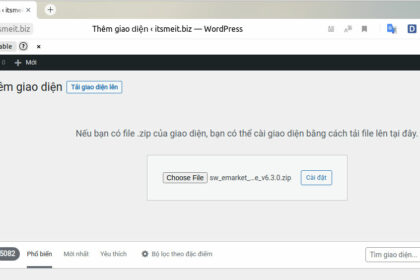 ‹ itsmeit.
itsmeit.biz
Thêm giao diện ‹ itsmeit.biz — WordPress
able
0 + Mới
êm giao diện
Tải giao diện lên
Nếu bạn có file .zip của giao diện, bạn có thể cài giao diện bằng cách tải file lên tại đây.
Choose File sw_emarket_...e_v6.3.0.zip Cài đặt
5082 Phổ biến Mới nhất Yêu thích Bộ lọc theo đặc điểm Tìm giao diện...